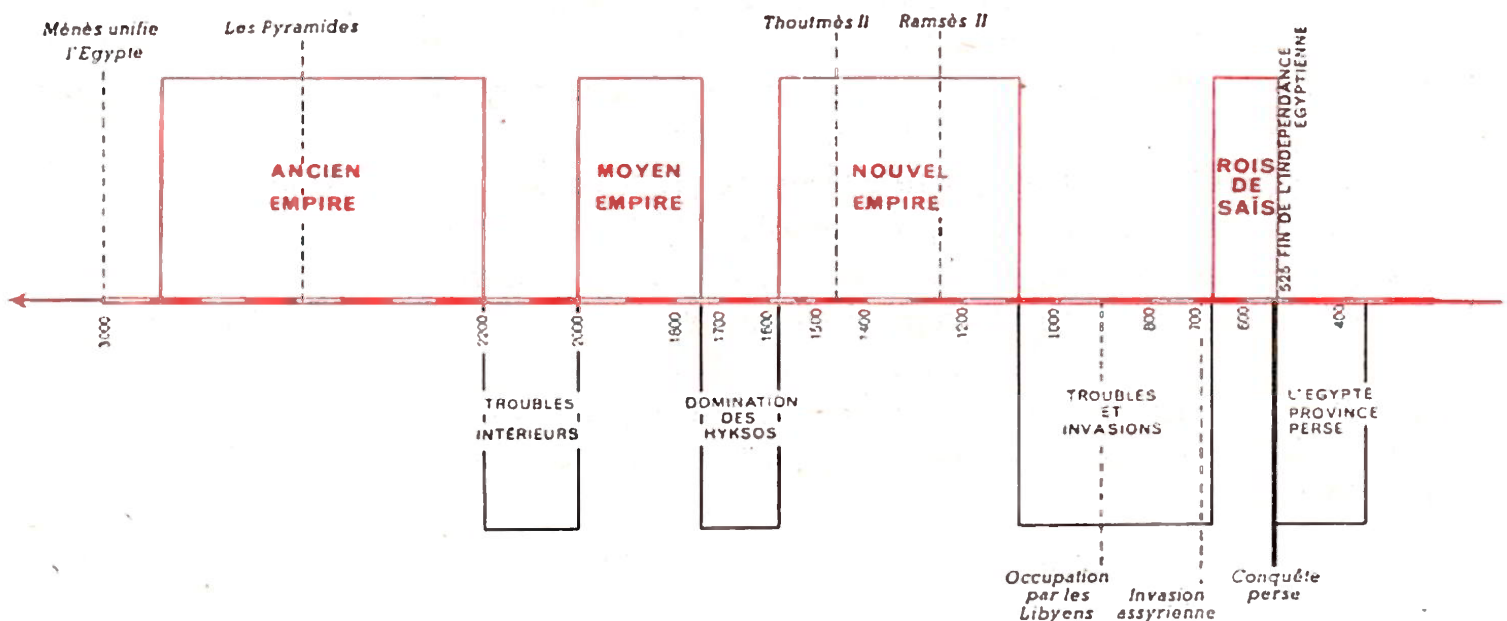 Ménès unifie
l'Egypte
Les Pyramides
Thoutmès II
Ramsès II
525 FIN DE L'INDEPENDANCE
EGYPTIENNE
ANCIEN
EMPIRE
MOYEN
EMPIRE
NOUVEL
EMPIRE
ROIS
DE
SAÏS
3000
2200
2000
1800
1700
1600
1500
1400
1200
1000
800
700
600
400
TROUBLES
INTÉRIEURS
DOMINATION
DES
HYKSOS
TROUBLES
ET
INVASIONS
L'EGYPTE
PROVINCE
PERSE
Occupation
par les
Libyens
Invasion
assyrienne
Conquête
perse